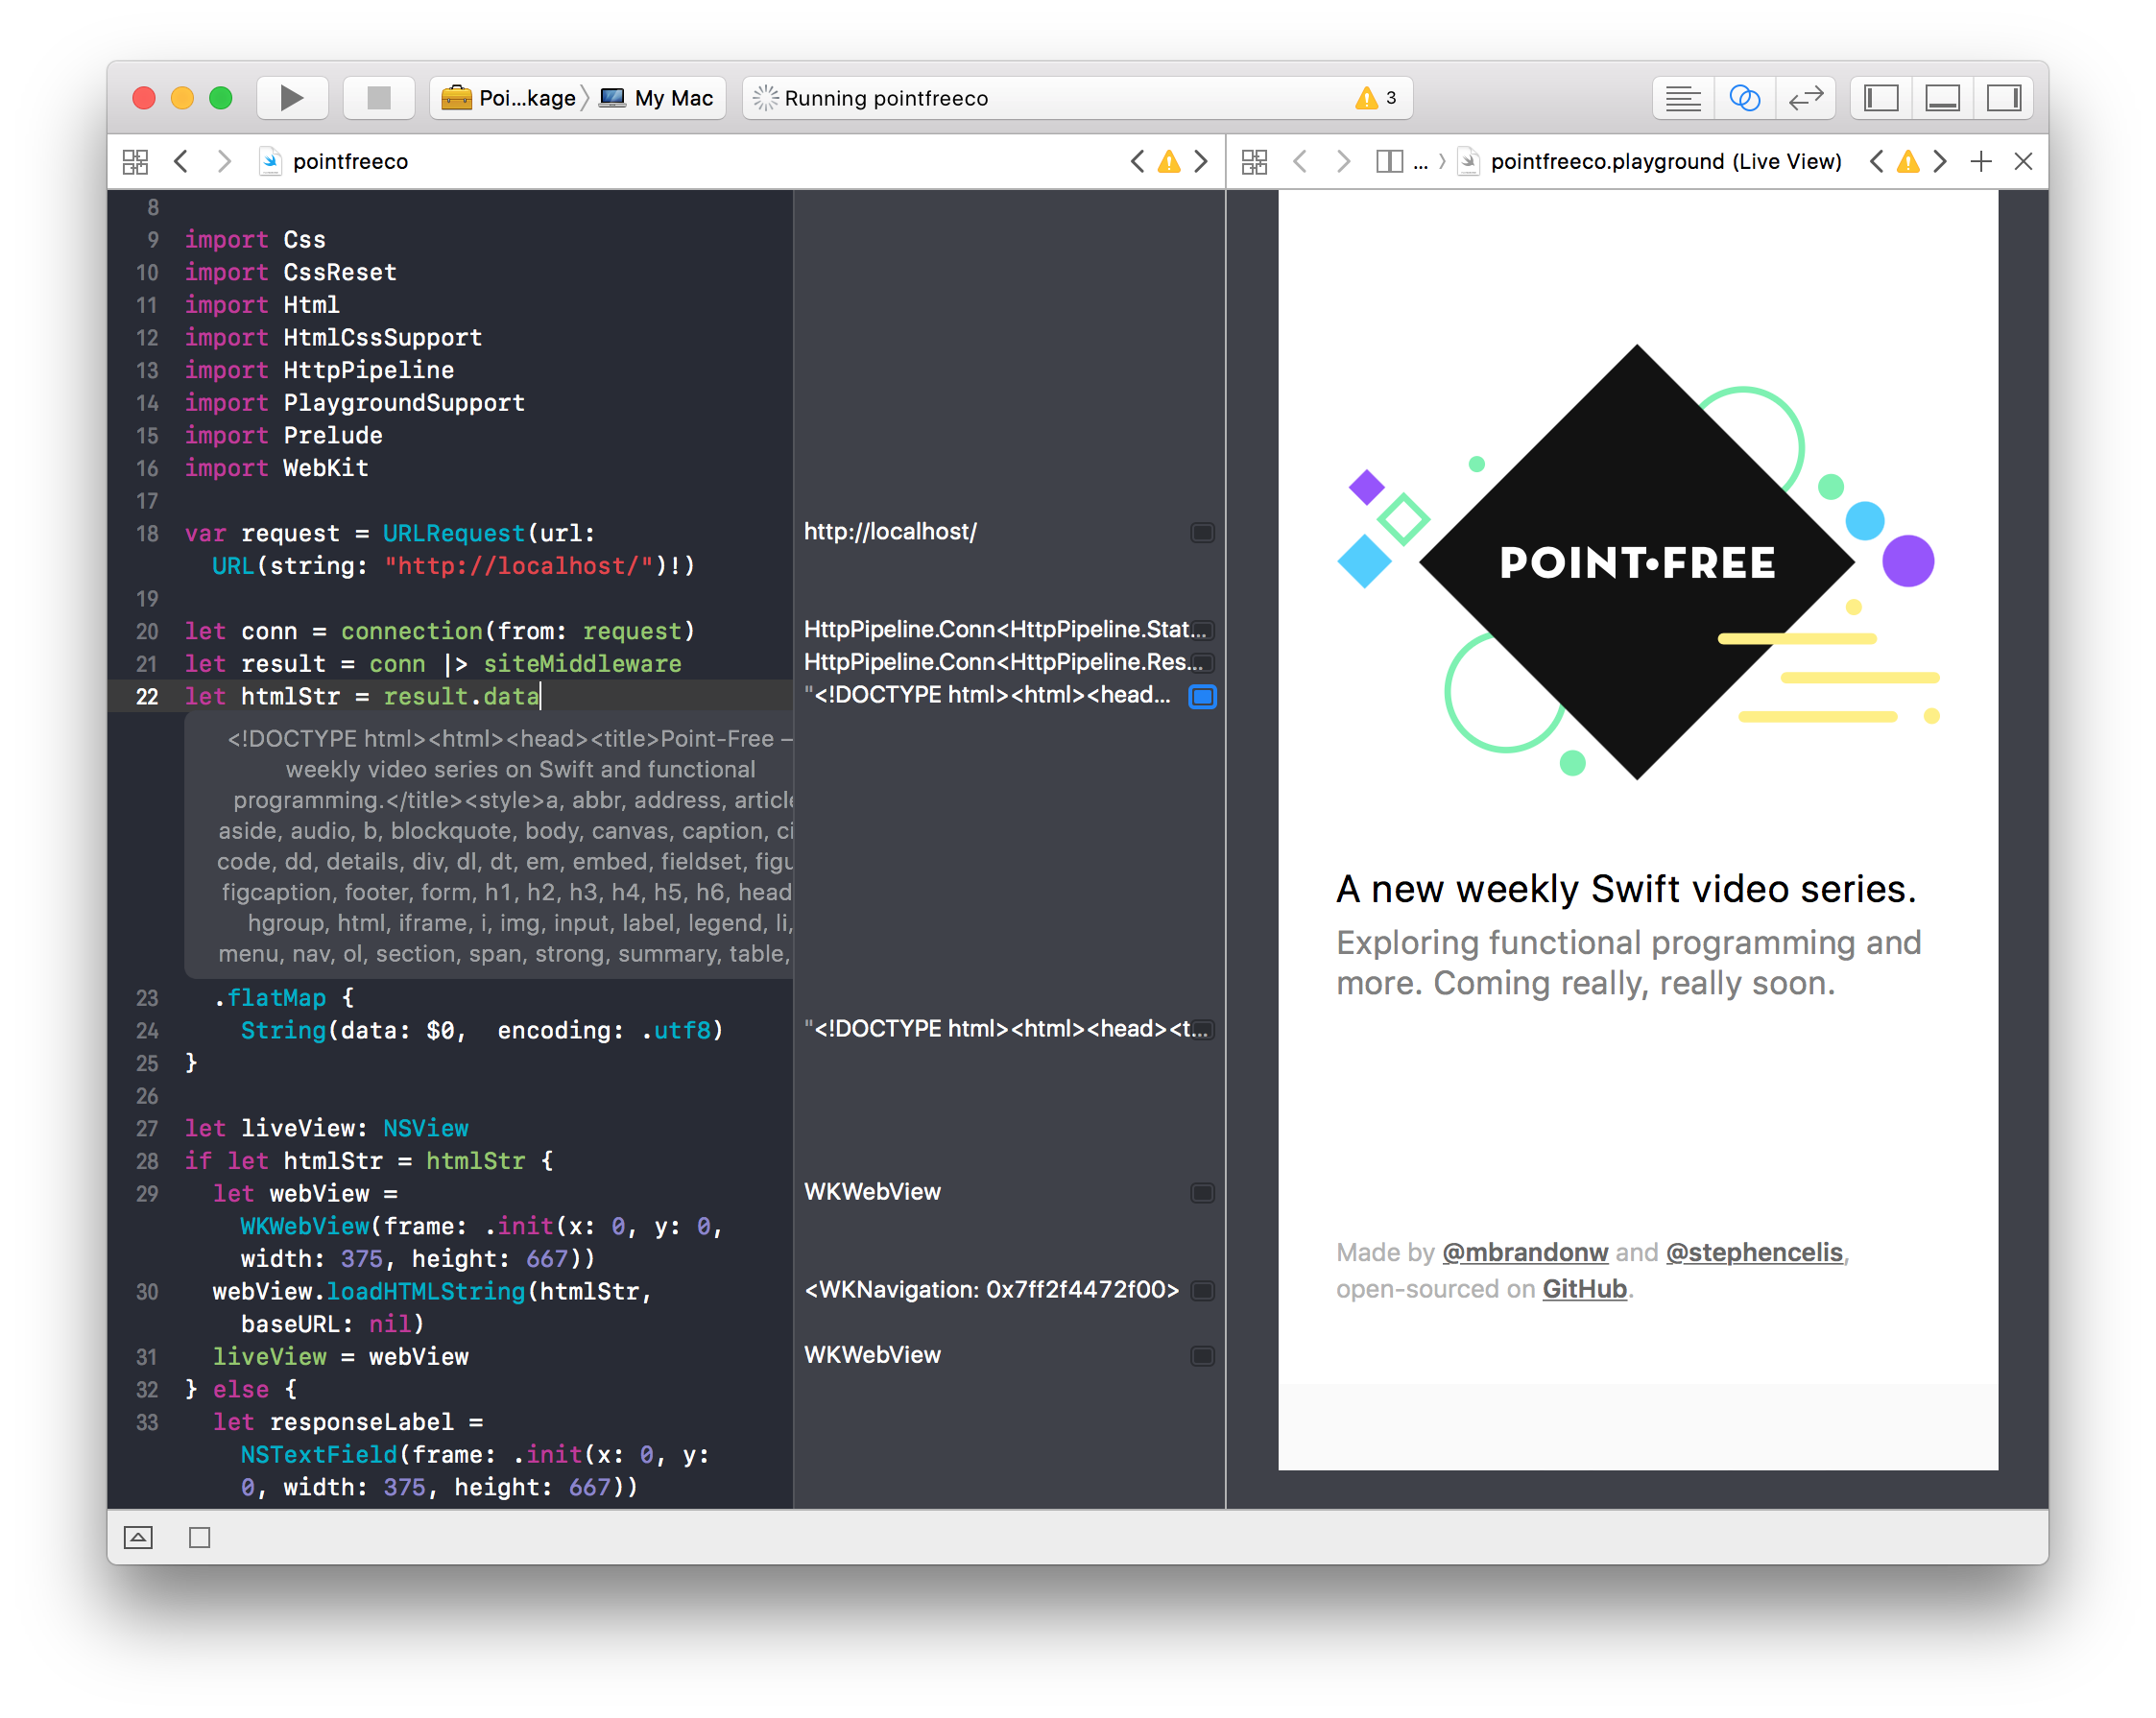 Poi...kage
My Mac
Running pointfreeco
3
pointfreeco
... pointfreeco.playground (Live View)
8
9 import Css
10 import CssReset
11 import Html
12 import HtmlCssSupport
13 import HttpPipeline
14 import PlaygroundSupport
15 import Prelude
16 import WebKit
17
18 var request = URLRequest(url:
URL(string: "http://localhost/")!)
19
20 let conn = connection(from: request)
21 let result = conn |> siteMiddleware
22 let htmlStr = result.data
<!DOCTYPE html><html><head><title>Point-Free —
weekly video series on Swift and functional
programming.</title><style>a, abbr, address, article
aside, audio, b, blockquote, body, canvas, caption, ci
code, dd, details, div, dl, dt, em, embed, fieldset, figu
figcaption, footer, form, h1, h2, h3, h4, h5, h6, head
hgroup, html, iframe, i, img, input, label, legend, li,
menu, nav, ol, section, span, strong, summary, table,
23 .flatMap {
24 String(data: $0,  encoding: .utf8)
25 }
26
27 let liveView: NSView
28 if let htmlStr = htmlStr {
29 let webView =
WKWebView(frame: .init(x: 0, y: 0,
width: 375, height: 667))
30 webView.loadHTMLString(htmlStr,
baseURL: nil)
31 liveView = webView
32 } else {
33 let responseLabel =
NSTextField(frame: .init(x: 0, y:
0, width: 375, height: 667))
http://localhost/
HttpPipeline.Conn<HttpPipeline.Stat...
HttpPipeline.Conn<HttpPipeline.Res...
"<!DOCTYPE html><html><head...
"<!DOCTYPE html><html><head><t...
WKWebView
<WKNavigation: 0x7ff2f4472f00>
WKWebView
POINT•FREE
A new weekly Swift video series.
Exploring functional programming and
more. Coming really, really soon.
Made by @mbrandonw and @stephencelis,
open-sourced on GitHub.